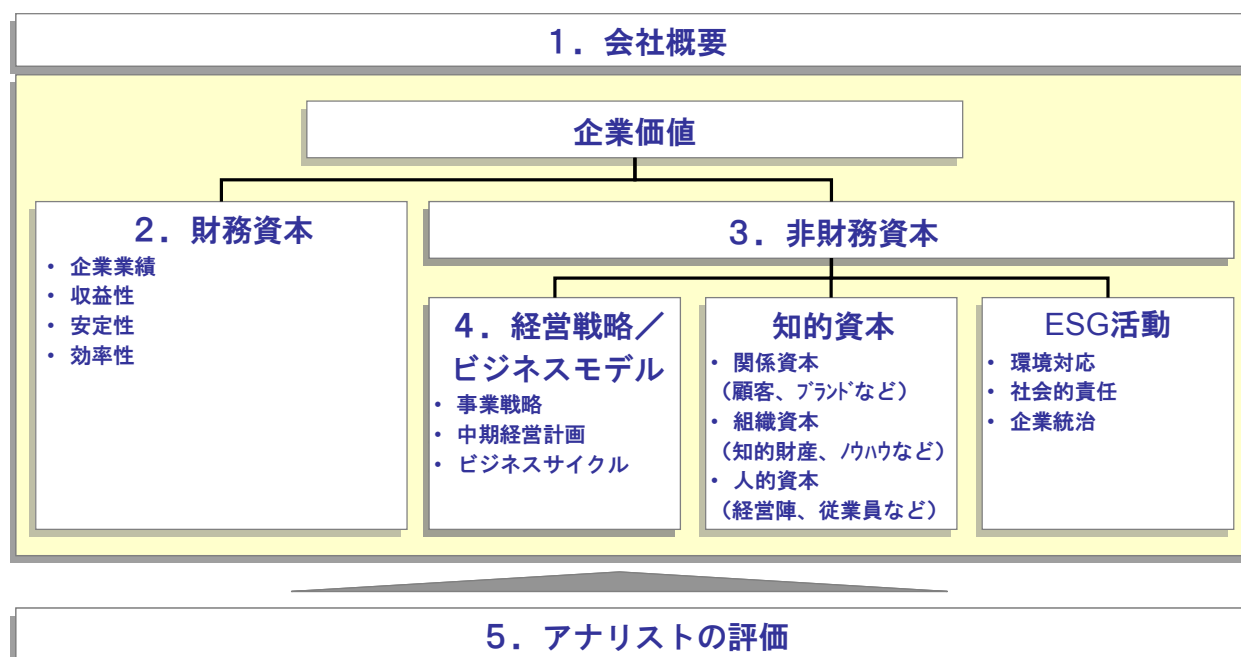 １．会社概要
企業価値
２．財務資本
• 企業業績
• 収益性
• 安定性
• 効率性
３．非財務資本
４．経営戦略／
ビジネスモデル
• 事業戦略
• 中期経営計画
• ビジネスサイクル
知的資本
• 関係資本
（顧客、ﾌﾞﾗﾝﾄﾞなど）
• 組織資本
（知的財産、ﾉｳﾊｳなど）
• 人的資本
（経営陣、従業員など）
ESG活動
• 環境対応
• 社会的責任
• 企業統治
５．アナリストの評価